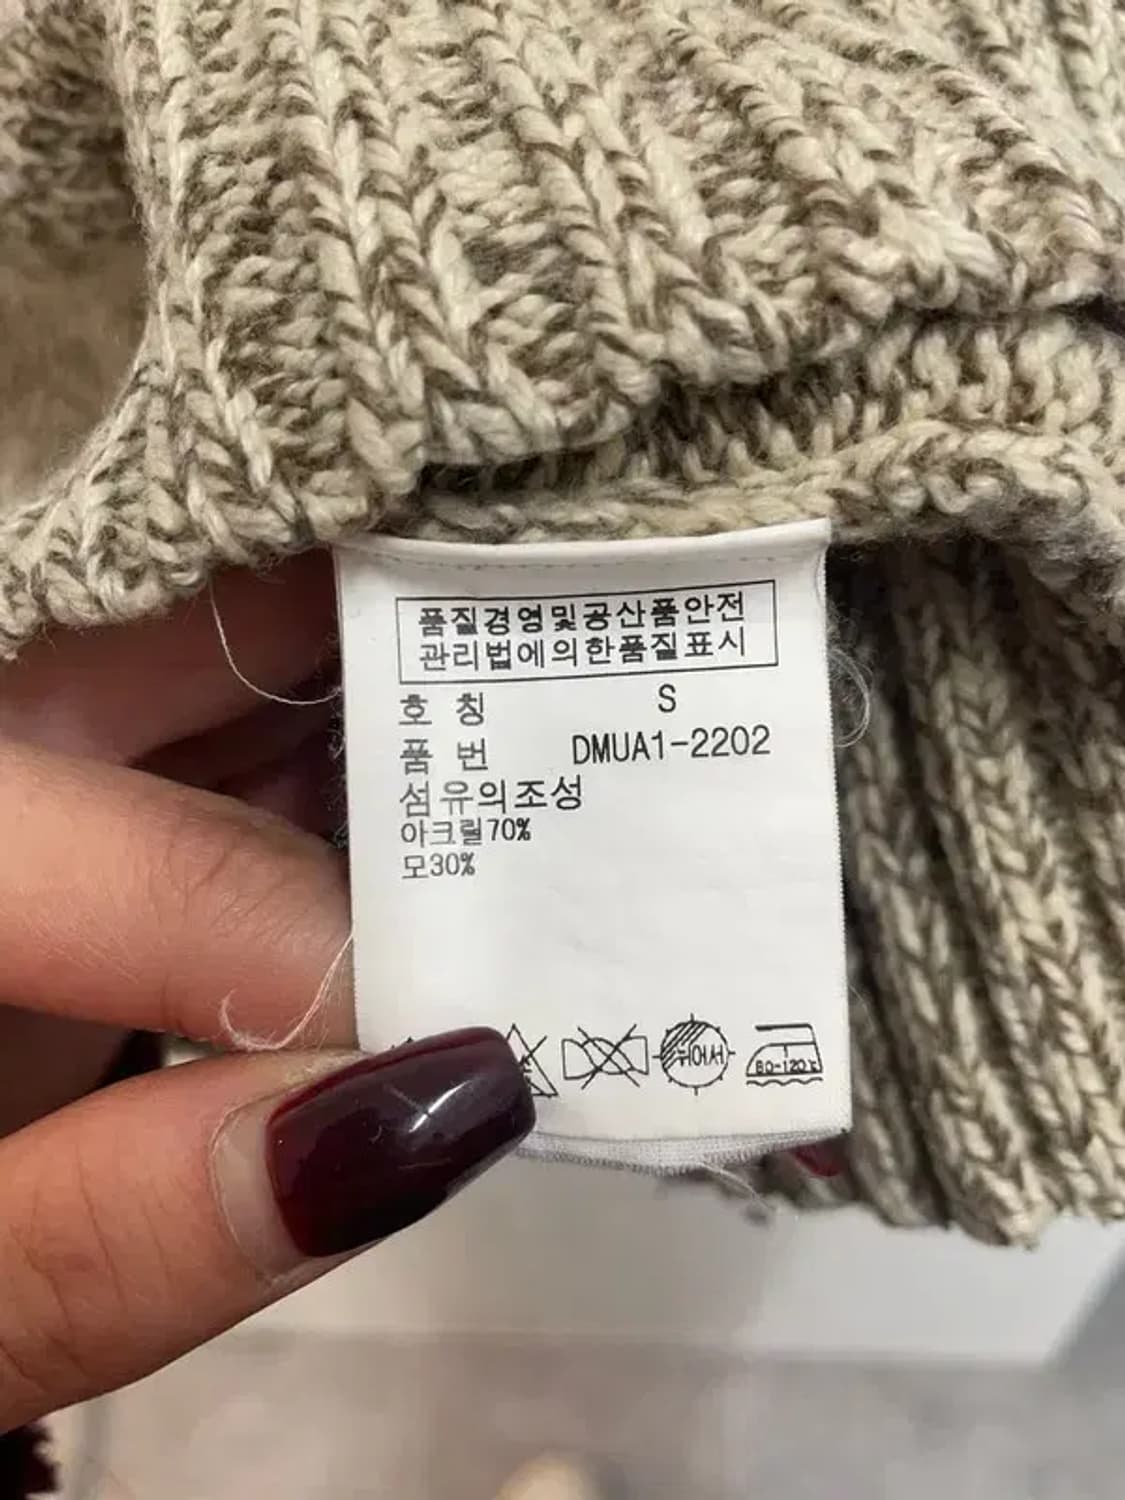 품질경영및공산품안전
관리법에의한품질표시
호 칭 S
품 번 DMUA1-2202
섬유의조성
아크릴70%
모30%
뉘어서
80-120℃